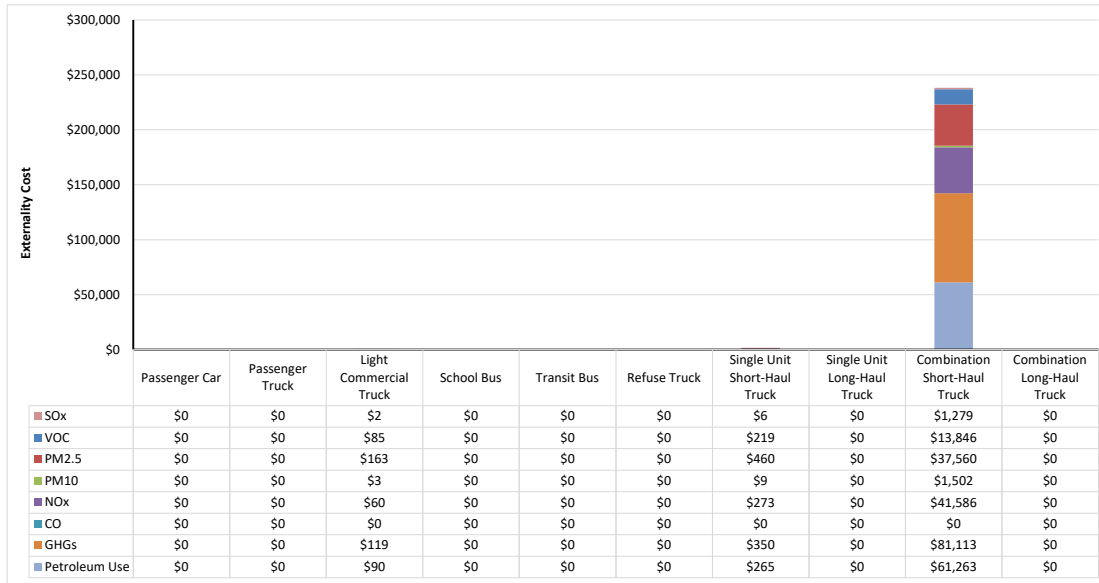 $300,000
$250,000
$200,000
$150,000
$100,000
$50,000
$0
Externality Cost
Passenger Car
Passenger
Truck
Light
Commercial
Truck
School Bus
Transit Bus
Refuse Truck
Single Unit
Short-Haul
Truck
Single Unit
Long-Haul
Truck
Combination
Short-Haul
Truck
Combination
Long-Haul
Truck
SOx $0 $0 $2 $0 $0 $0 $6 $0 $1,279 $0
VOC $0 $0 $85 $0 $0 $0 $219 $0 $13,846 $0
PM2.5 $0 $0 $163 $0 $0 $0 $460 $0 $37,560 $0
PM10 $0 $0 $3 $0 $0 $0 $9 $0 $1,502 $0
NOx $0 $0 $60 $0 $0 $0 $273 $0 $41,586 $0
CO $0 $0 $0 $0 $0 $0 $0 $0 $0 $0
GHGs $0 $0 $119 $0 $0 $0 $350 $0 $81,113 $0
Petroleum Use $0 $0 $90 $0 $0 $0 $265 $0 $61,263 $0